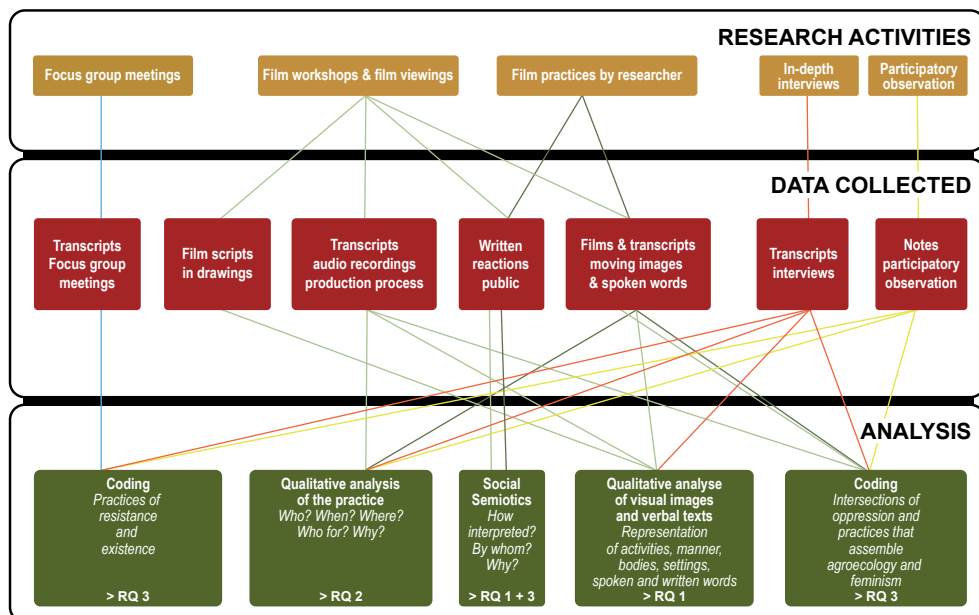 RESEARCH ACTIVITIES
Focus group meetings
Film workshops & film viewings
Film practices by researcher
In-depth
interviews
Participatory
observation
DATA COLLECTED
Transcripts
Focus group
meetings
Film scripts
in drawings
Transcripts
audio recordings
production process
Written
reactions
public
Films & transcripts
moving images
& spoken words
Transcripts
interviews
Notes
participatory
observation
ANALYSIS
Coding
Practices of
resistance
and
existence
> RQ 3
Qualitative analysis
of the practice
Who? When? Where?
Who for? Why?
> RQ 2
Social
Semiotics
How
interpreted?
By whom?
Why?
> RQ 1 + 3
Qualitative analyse
of visual images
and verbal texts
Representation
of activities, manner,
bodies, settings,
spoken and written words
> RQ 1
Coding
Intersections of
oppression and
practices that
assemble
agroecology and
feminism
> RQ 3